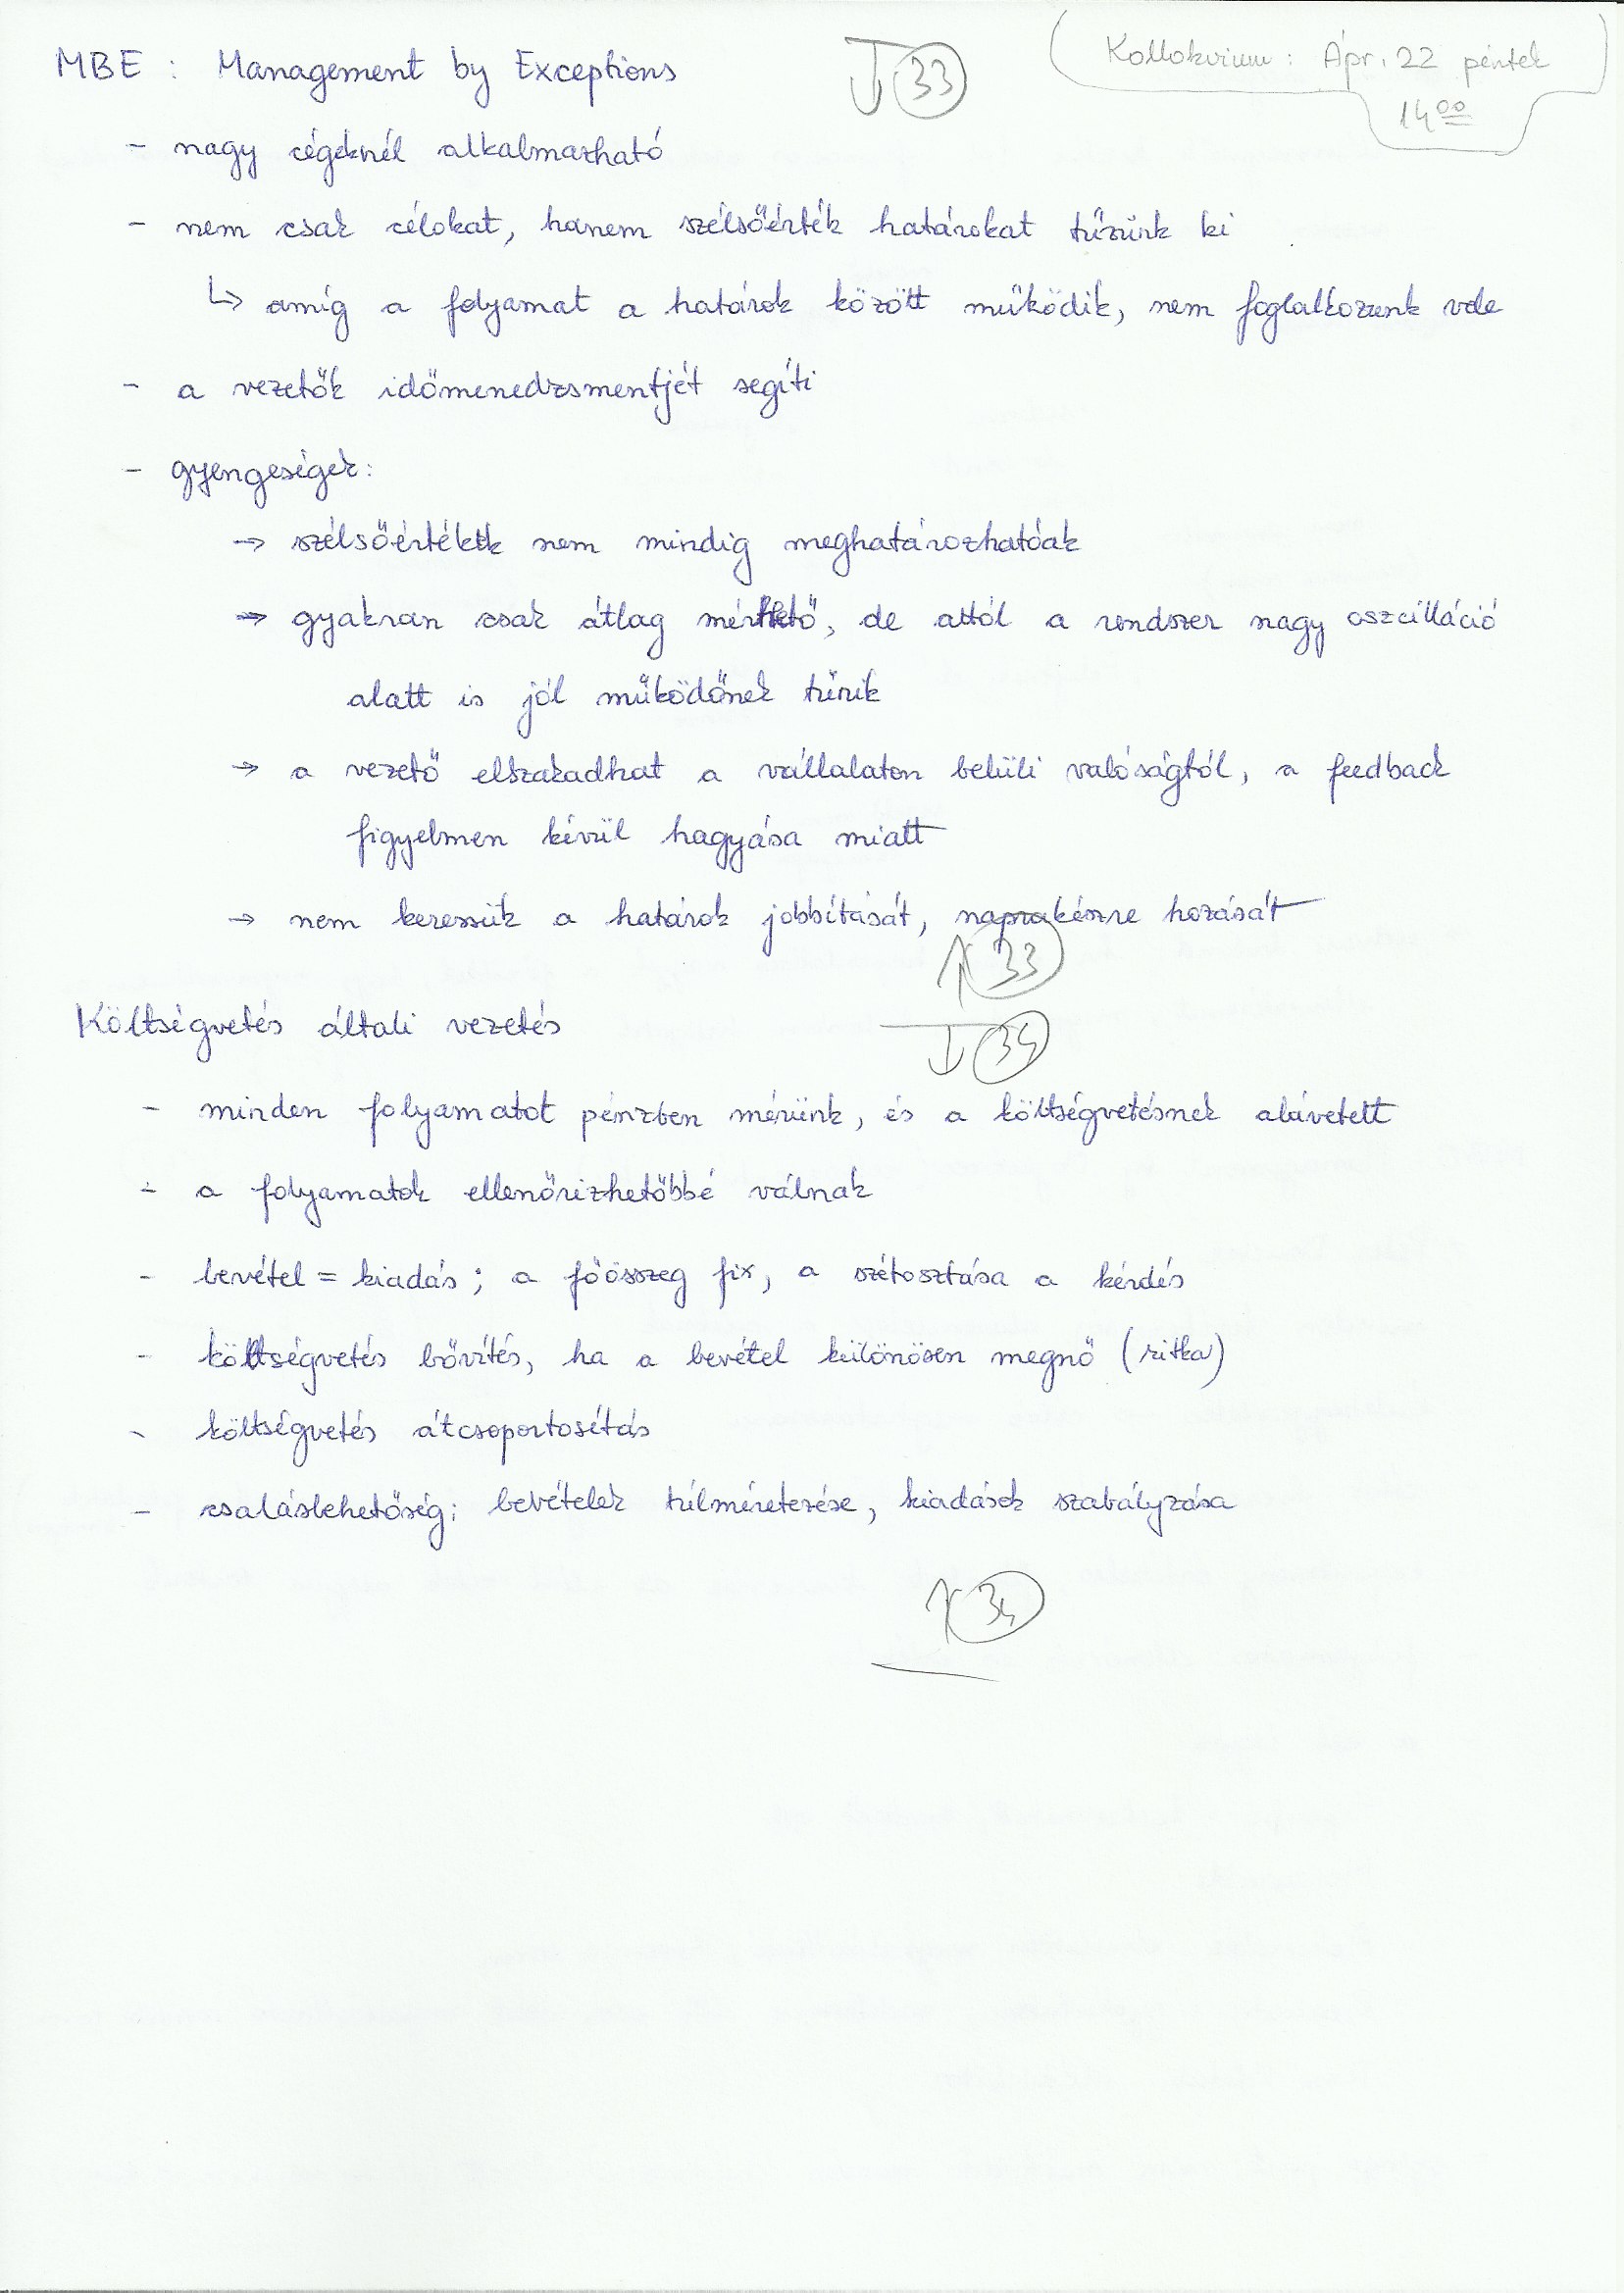 MBE : Management by Exceptions
33
Kollokvium : Ápr. 22 péntek
14 00
- nagy cégeknél alkalmazható
- nem csak célokat, hanem szélsőérték határokat tűzünk ki
↳ amíg a folyamat a határok között működik, nem foglalkozunk vele
- a vezetők időmenedzsmentjét segíti
- gyengeségek:
→ szélsőértékek nem mindig meghatározhatóak
→ gyakran csak átlag mérhető, de attól a rendszer nagy oszcilláció
alatt is jól működőnek tűnik
→ a vezető elszakadhat a vállalaton belüli valóságtól, a feedback
figyelmen kívül hagyása miatt
→ nem keressük a határok jobbítását, naprakészre hozását
33
Költségvetés általi vezetés
34
- minden folyamatot pénzben mérünk, és a költségvetésnek alávetett
- a folyamatok ellenőrizhetőbbé válnak
- bevétel = kiadás ; a főösszeg fix, a szétosztása a kérdés
- költségvetés bővítés, ha a bevétel különösen megnő (ritka)
- költségvetés átcsoportosítás
- csaláslehetőség: bevételek túlméretezése, kiadások szabályzása
34